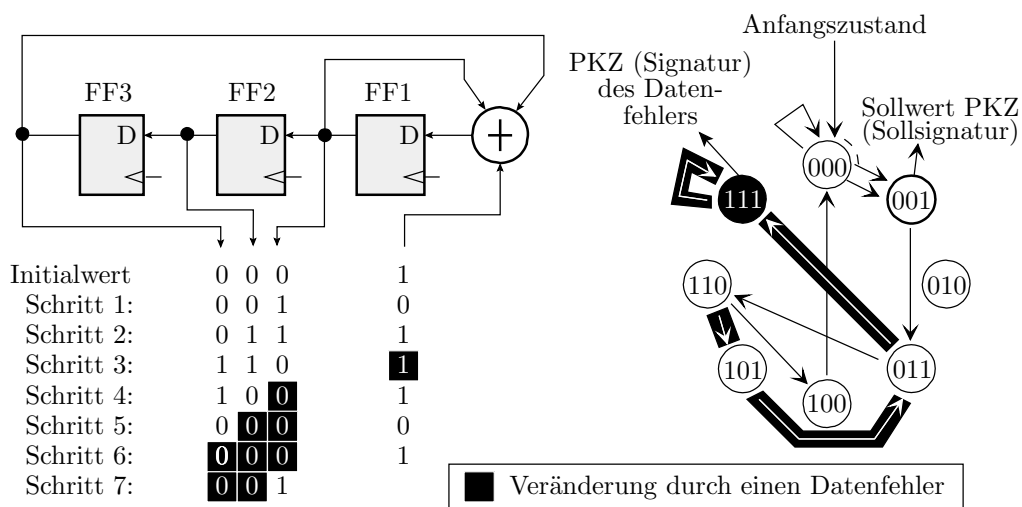 Anfangszustand
PKZ (Signatur)
des Daten-
fehlers
Sollwert PKZ
(Sollsignatur)
FF3 FF2 FF1
D D D
+
000
111
001
110
010
101
100
011
Initialwert 0 0 0 1
Schritt 1: 0 0 1 0
Schritt 2: 0 1 1 1
Schritt 3: 1 1 0 1
Schritt 4: 1 0 0 1
Schritt 5: 0 0 0 0
Schritt 6: 0 0 0 1
Schritt 7: 0 0 1
Veränderung durch einen Datenfehler